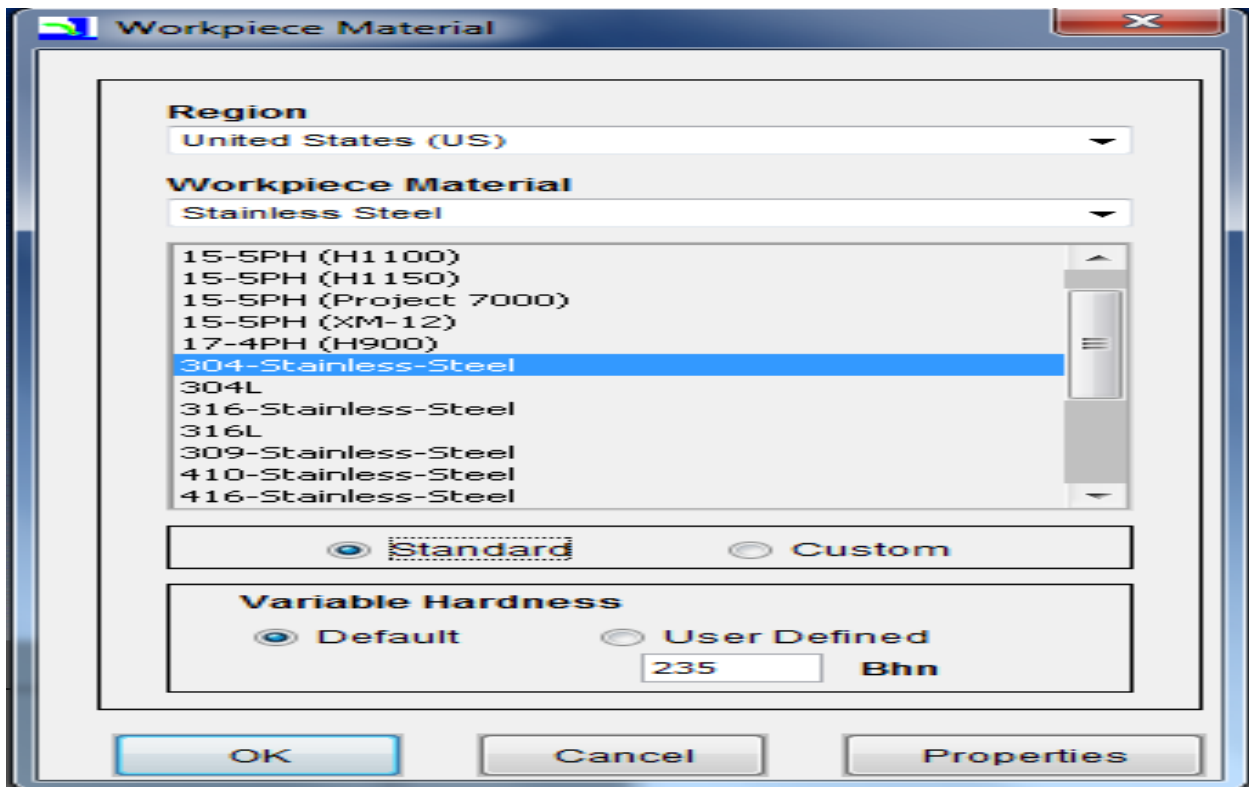 Workpiece Material
Region
United States (US)
Workpiece Material
Stainless Steel
15-5PH (H1100)
15-5PH (H1150)
15-5PH (Project 7000)
15-5PH (XM-12)
17-4PH (H900)
304-Stainless-Steel
304L
316-Stainless-Steel
316L
309-Stainless-Steel
410-Stainless-Steel
416-Stainless-Steel
Standard Custom
Variable Hardness
Default User Defined
235 Bhn
OK Cancel Properties